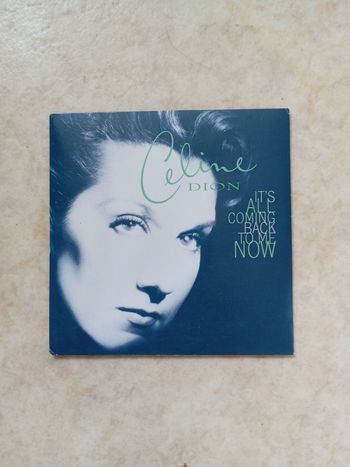 Celine
DION
IT'S
ALL
COMING
BACK
TO ME
NOW